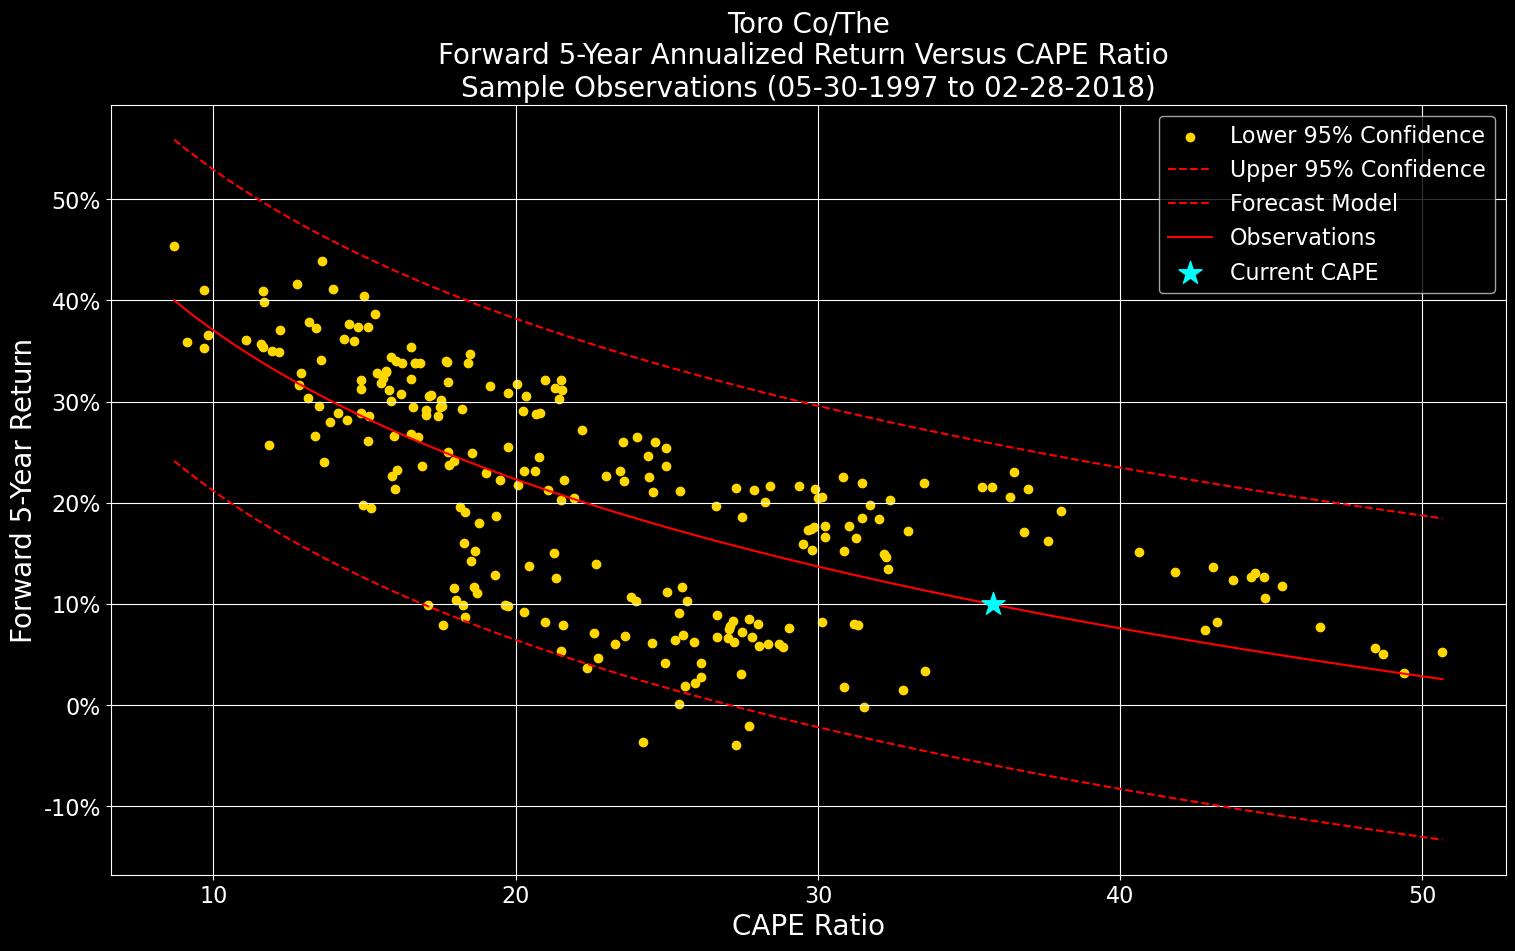 Toro Co/The
Forward 5-Year Annualized Return Versus CAPE Ratio
Sample Observations (05-30-1997 to 02-28-2018)
Lower 95% Confidence
Upper 95% Confidence
Forecast Model
Observations
Current CAPE
Forward 5-Year Return
50%
40%
30%
20%
10%
0%
-10%
10 20 30 40 50
CAPE Ratio